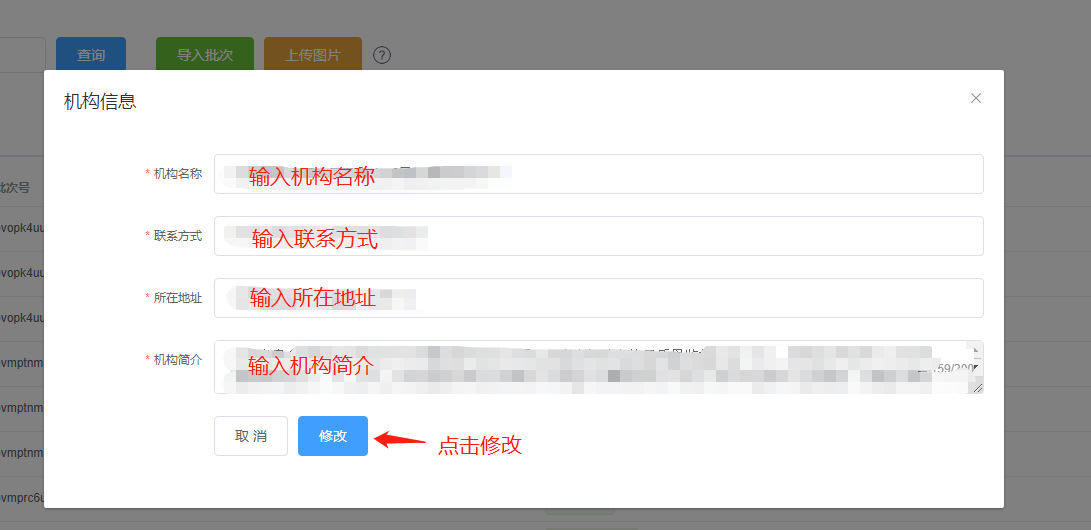 查询
导入批次
上传图片
?
机构信息
批次号
* 机构名称
输入机构名称
vopk4uu
* 联系方式
输入联系方式
vopk4uu
* 所在地址
输入所在地址
vopk4uu
* 机构简介
输入机构简介
vmptnm
vmptnm
取 消
修改
点击修改
vmptnm
vmprc6u